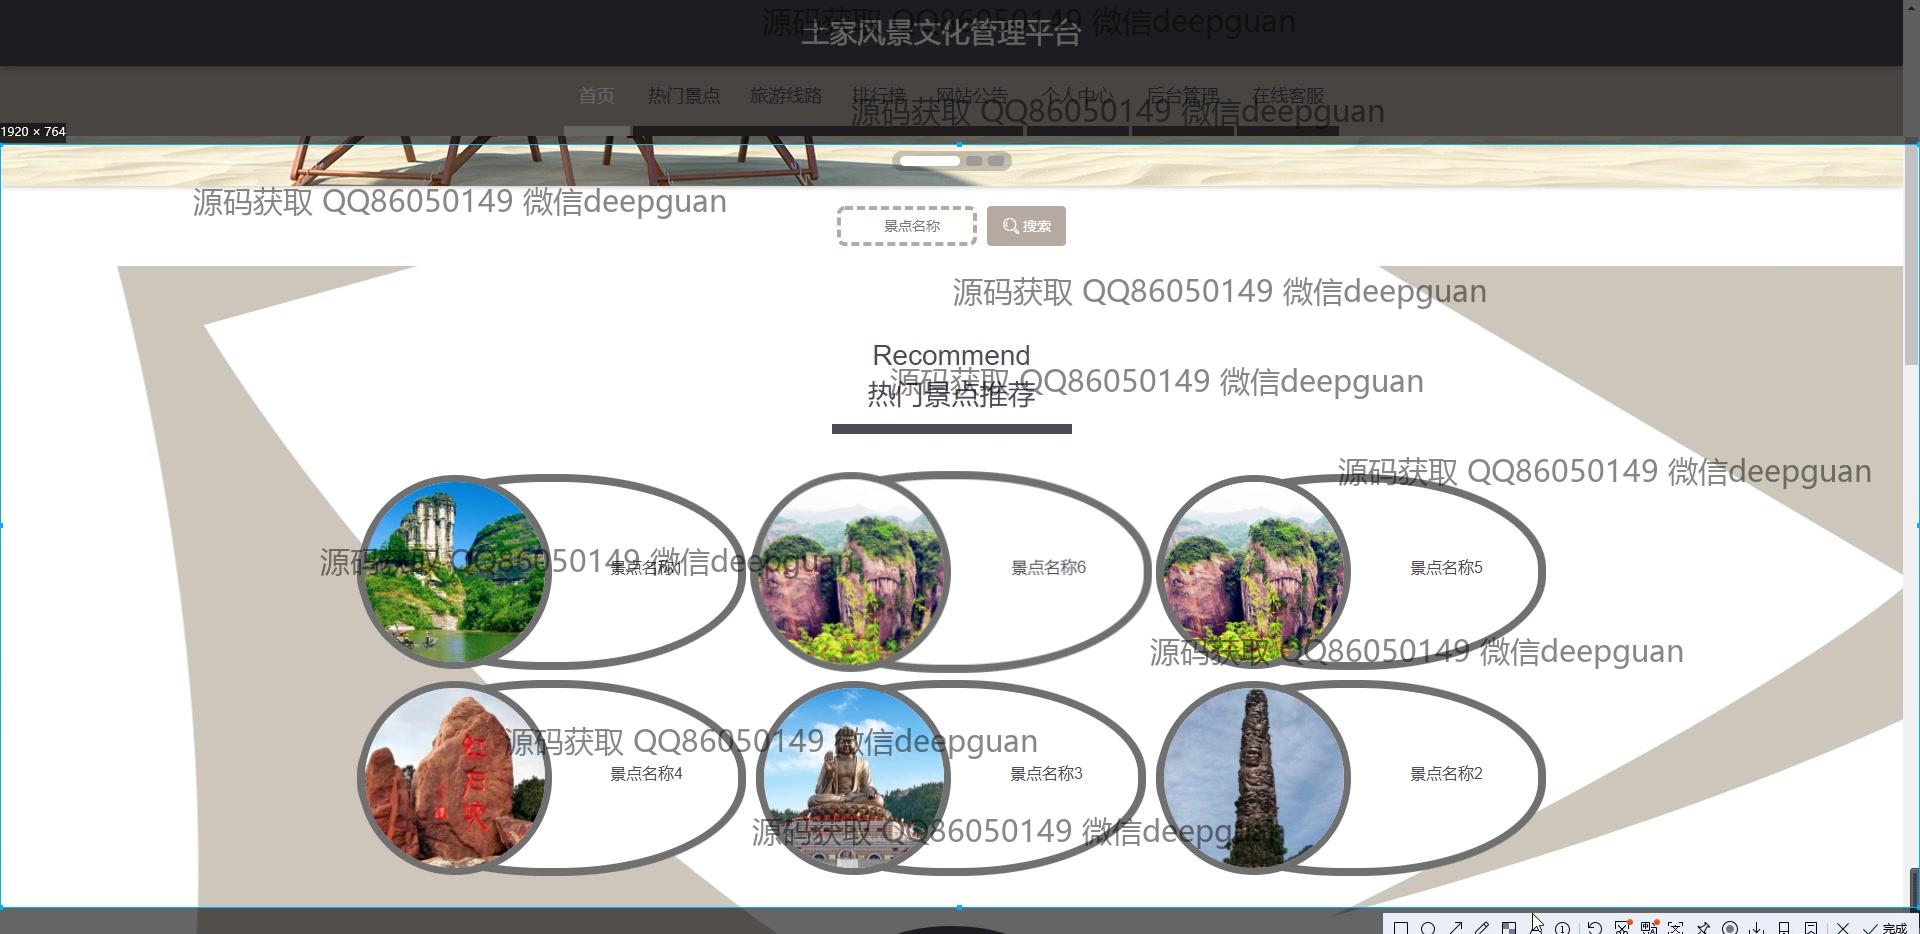 源码获取 QQ86050149 微信deepguan
土家风景文化管理平台
首页 热门景点 旅游线路 排行榜 网站公告 个人中心 后台管理 在线客服
源码获取 QQ86050149 微信deepguan
1920 × 764
源码获取 QQ86050149 微信deepguan
景点名称 搜索
源码获取 QQ86050149 微信deepguan
Recommend
源码获取 QQ86050149 微信deepguan
热门景点推荐
源码获取 QQ86050149 微信deepguan
源码获取 QQ86050149 微信deepguan
景点名称1 景点名称6 景点名称5
源码获取 QQ86050149 微信deepguan
源码获取 QQ86050149 微信deepguan
红石峡
景点名称4 景点名称3 景点名称2
源码获取 QQ86050149 微信deepguan
完成